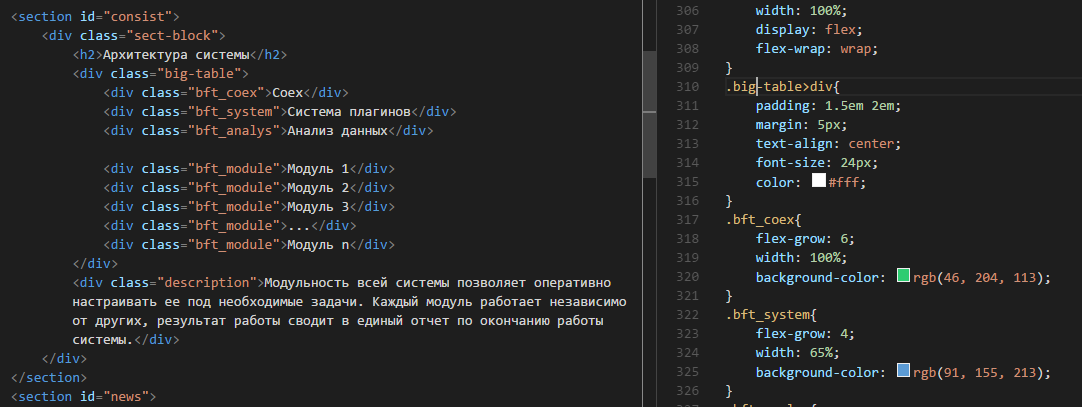 <section id="consist">
<div class="sect-block">
<h2>Архитектура системы</h2>
<div class="big-table">
<div class="bft_coex">Coex</div>
<div class="bft_system">Система плагинов</div>
<div class="bft_analys">Анализ данных</div>
<div class="bft_module">Модуль 1</div>
<div class="bft_module">Модуль 2</div>
<div class="bft_module">Модуль 3</div>
<div class="bft_module">...</div>
<div class="bft_module">Модуль n</div>
</div>
<div class="description">Модульность всей системы позволяет оперативно
настраивать ее под необходимые задачи. Каждый модуль работает независимо
от других, результат работы сводит в единый отчет по окончанию работы
системы.</div>
</div>
</section>
<section id="news">
306 width: 100%;
307 display: flex;
308 flex-wrap: wrap;
309 }
310 .big-table>div{
311 padding: 1.5em 2em;
312 margin: 5px;
313 text-align: center;
314 font-size: 24px;
315 color: #fff;
316 }
317 .bft_coex{
318 flex-grow: 6;
319 width: 100%;
320 background-color: rgb(46, 204, 113);
321 }
322 .bft_system{
323 flex-grow: 4;
324 width: 65%;
325 background-color: rgb(91, 155, 213);
326 }